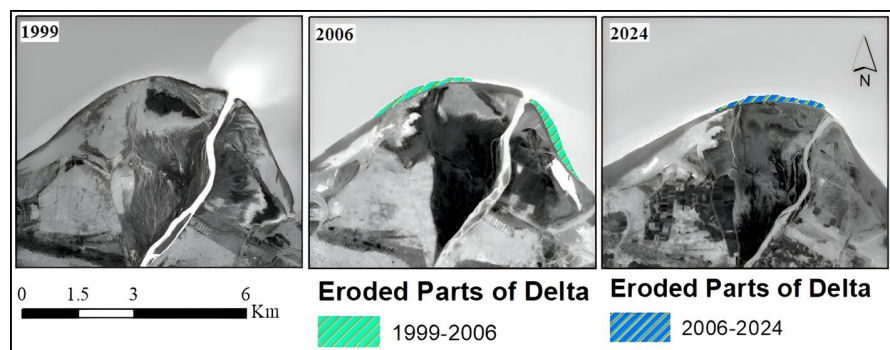 1999
2006
2024
N
0 1.5 3 6
Km
Eroded Parts of Delta
1999-2006
Eroded Parts of Delta
2006-2024